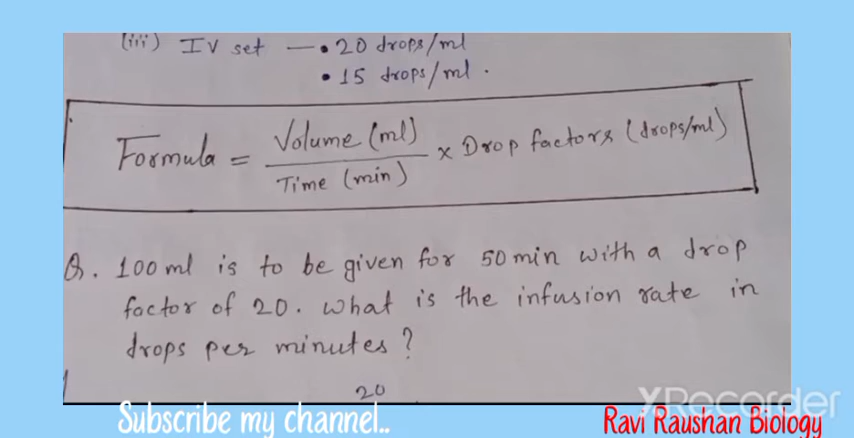 (iii) IV set — • 20 drops/ml
• 15 drops/ml.
Formula = Volume (ml) / Time (min) x Drop factors (drops/ml)
Q. 100 ml is to be given for 50 min with a drop
factor of 20. What is the infusion rate in
drops per minutes?
20
XRecorder
Subscribe my channel..
Ravi Raushan Biology